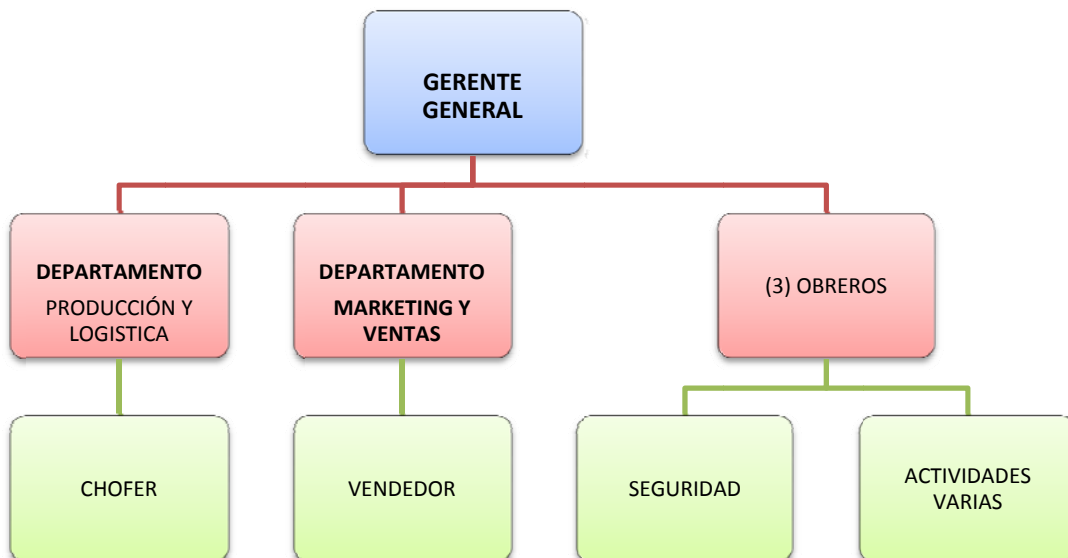 GERENTE
GENERAL
DEPARTAMENTO
PRODUCCIÓN Y
LOGISTICA
DEPARTAMENTO
MARKETING Y
VENTAS
(3) OBREROS
CHOFER
VENDEDOR
SEGURIDAD
ACTIVIDADES
VARIAS